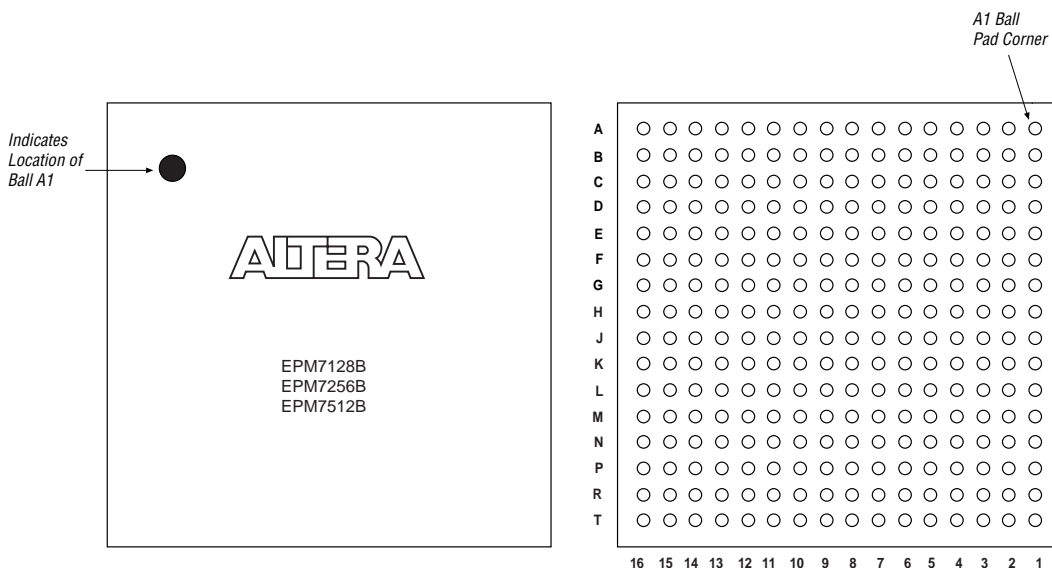 A1 Ball
Pad Corner
Indicates
Location of
Ball A1
ALTERA
EPM7128B
EPM7256B
EPM7512B
A
B
C
D
E
F
G
H
J
K
L
M
N
P
R
T
16 15 14 13 12 11 10 9 8 7 6 5 4 3 2 1